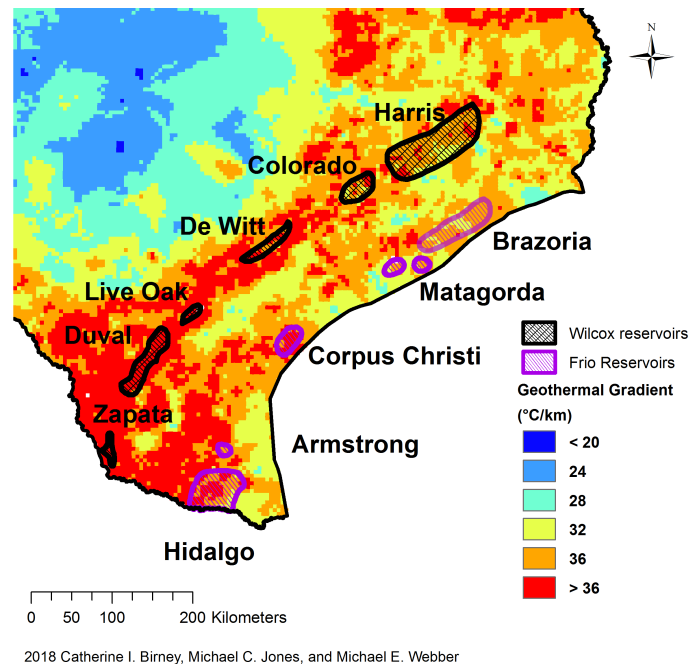 N
Harris
Colorado
De Witt
Brazoria
Live Oak
Matagorda
Duval
Corpus Christi
Zapata
Armstrong
Hidalgo
Wilcox reservoirs
Frio Reservoirs
Geothermal Gradient
(°C/km)
< 20
24
28
32
36
> 36
0 50 100 200 Kilometers
2018 Catherine I. Birney, Michael C. Jones, and Michael E. Webber